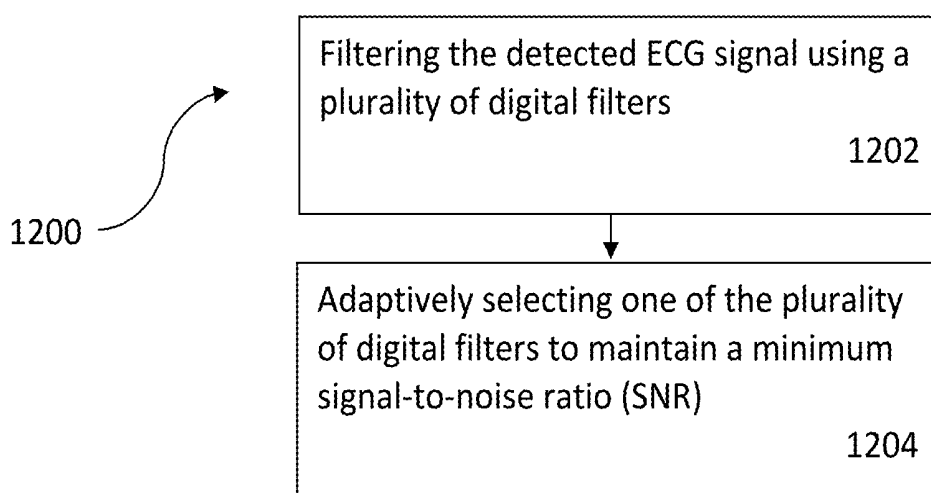 Filtering the detected ECG signal using a
plurality of digital filters
1202
1200
Adaptively selecting one of the plurality
of digital filters to maintain a minimum
signal-to-noise ratio (SNR)
1204